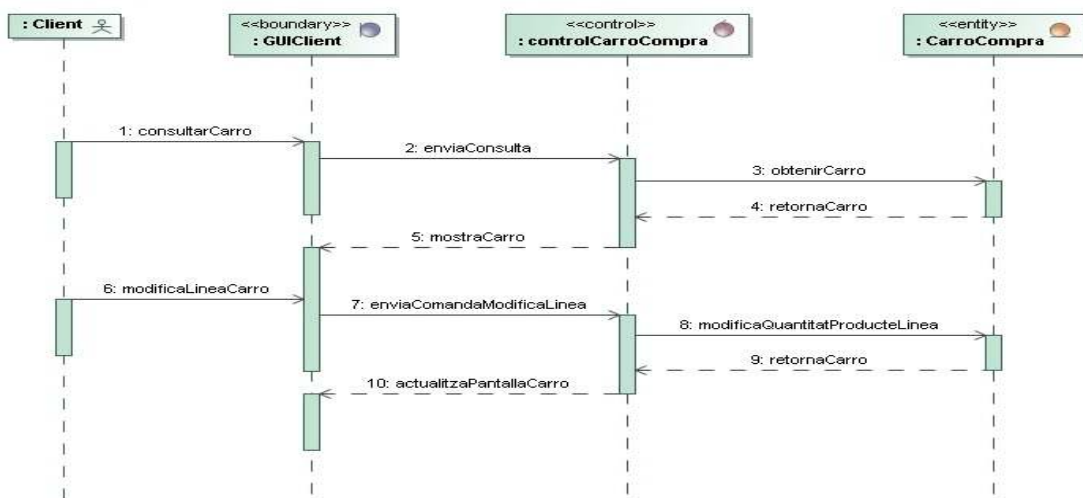 : Client
<<boundary>>
: GUIClient
<<control>>
: controlCarroCompra
<<entity>>
: CarroCompra
1: consultarCarro
2: enviaConsulta
3: obtenirCarro
4: retornaCarro
5: mostraCarro
6: modificaLineaCarro
7: enviaComandaModificaLinea
8: modificaQuantitatProducteLinea
9: retornaCarro
10: actualitzaPantallaCarro